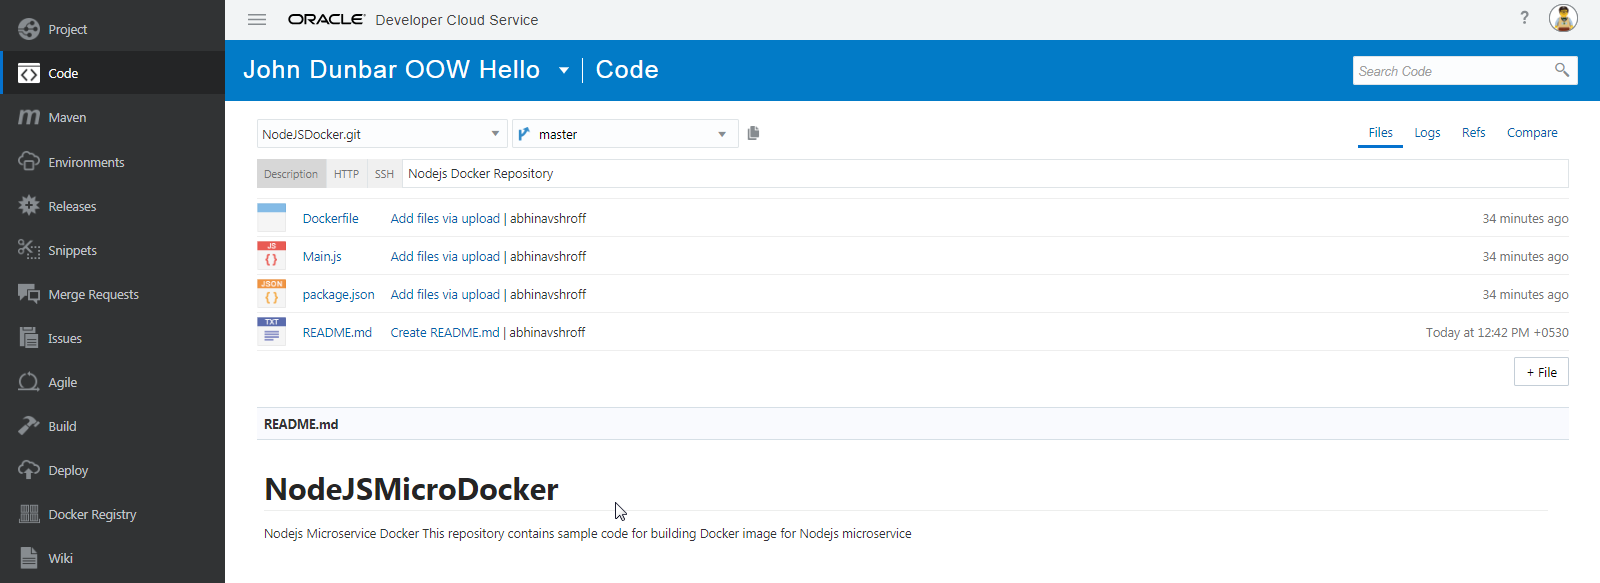 Project
Code
Maven
Environments
Releases
Snippets
Merge Requests
Issues
Agile
Build
Deploy
Docker Registry
Wiki
ORACLE Developer Cloud Service ?
John Dunbar OOW Hello Code Search Code
NodeJSDocker.git master Files Logs Refs Compare
Description HTTP SSH Nodejs Docker Repository
Dockerfile Add files via upload | abhinavshroff 34 minutes ago
JS
Main.js Add files via upload | abhinavshroff 34 minutes ago
JSON
package.json Add files via upload | abhinavshroff 34 minutes ago
TXT
README.md Create README.md | abhinavshroff Today at 12:42 PM +0530
+ File
README.md
NodeJSMicroDocker
Nodejs Microservice Docker This repository contains sample code for building Docker image for Nodejs microservice